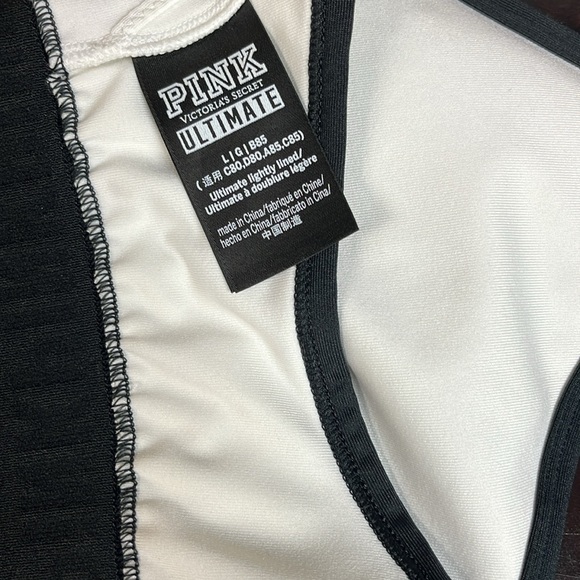 PINK
VICTORIA'S SECRET
ULTIMATE
L|G|B85
(适用 C80,D80,A85,C85)
Ultimate lightly lined/
Ultimate à doublure légère
made in China/fabriqué en Chine/
hecho en China/fabbricato in Cina/
中国制造